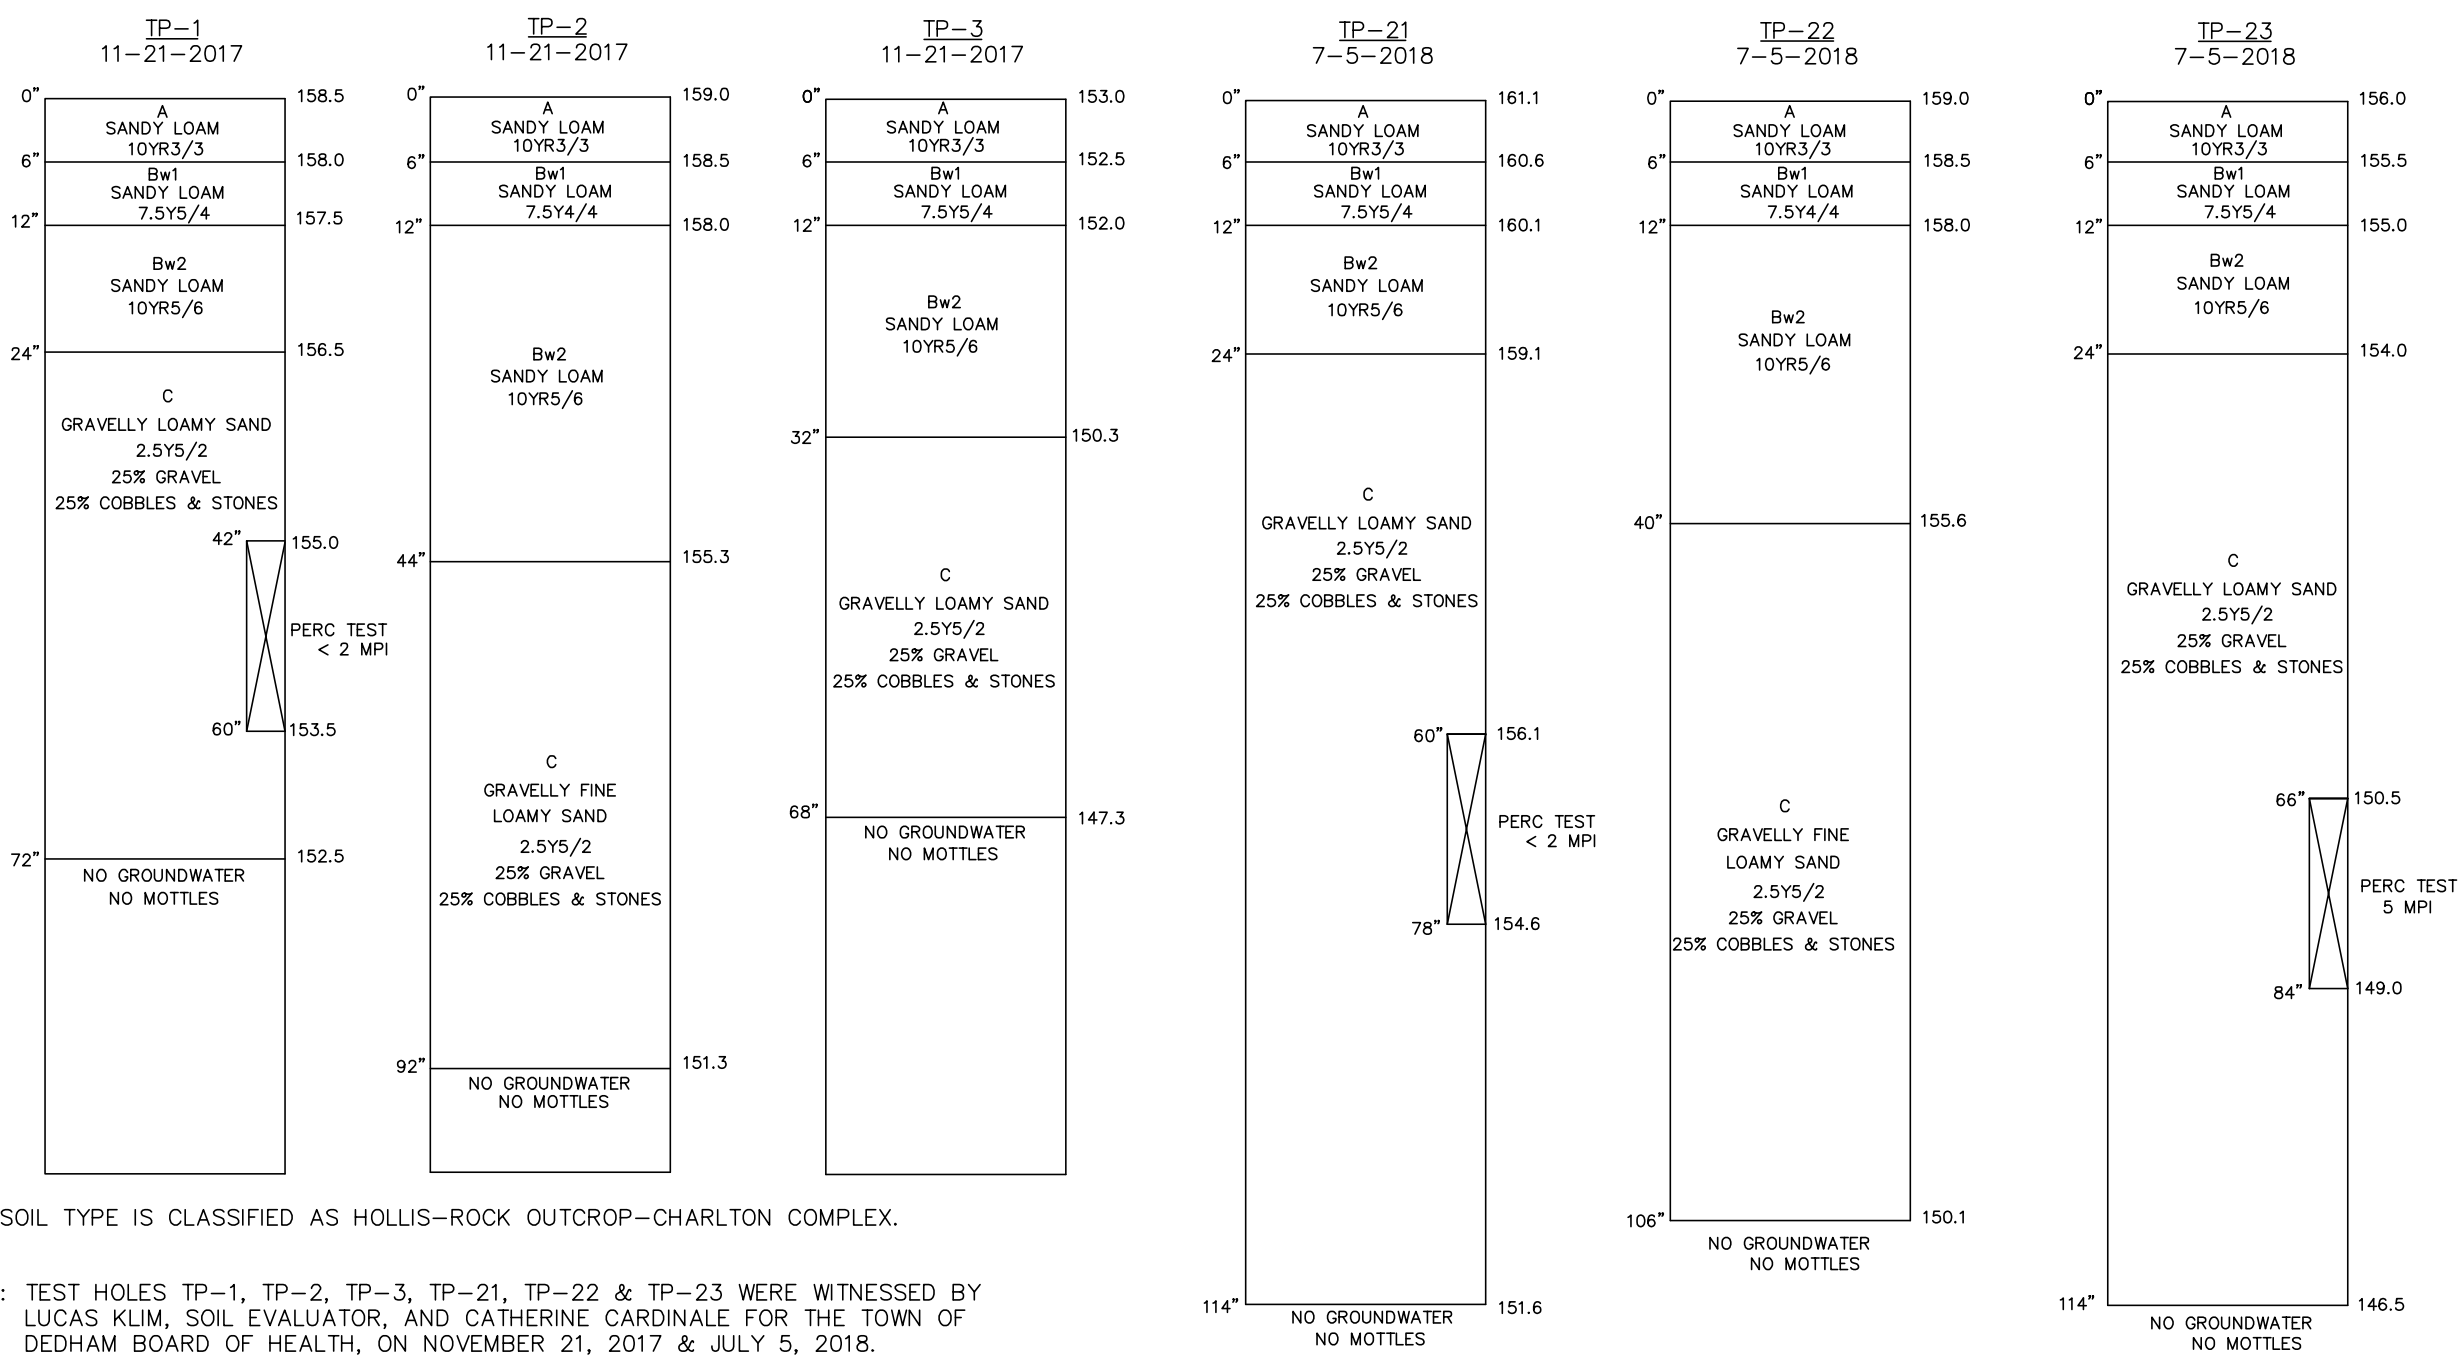 TP-1
11-21-2017
0" 158.5
A
SANDY LOAM
10YR3/3
6" 158.0
Bw1
SANDY LOAM
7.5Y5/4
12" 157.5
Bw2
SANDY LOAM
10YR5/6
24" 156.5
C
GRAVELLY LOAMY SAND
2.5Y5/2
25% GRAVEL
25% COBBLES & STONES
42" 155.0
PERC TEST
< 2 MPI
60" 153.5
72" 152.5
NO GROUNDWATER
NO MOTTLES
TP-2
11-21-2017
0" 159.0
A
SANDY LOAM
10YR3/3
6" 158.5
Bw1
SANDY LOAM
7.5Y4/4
12" 158.0
Bw2
SANDY LOAM
10YR5/6
44" 155.3
C
GRAVELLY FINE
LOAMY SAND
2.5Y5/2
25% GRAVEL
25% COBBLES & STONES
92" 151.3
NO GROUNDWATER
NO MOTTLES
TP-3
11-21-2017
0" 153.0
A
SANDY LOAM
10YR3/3
6" 152.5
Bw1
SANDY LOAM
7.5Y5/4
12" 152.0
Bw2
SANDY LOAM
10YR5/6
32" 150.3
C
GRAVELLY LOAMY SAND
2.5Y5/2
25% GRAVEL
25% COBBLES & STONES
68" 147.3
NO GROUNDWATER
NO MOTTLES
TP-21
7-5-2018
0" 161.1
A
SANDY LOAM
10YR3/3
6" 160.6
Bw1
SANDY LOAM
7.5Y5/4
12" 160.1
Bw2
SANDY LOAM
10YR5/6
24" 159.1
C
GRAVELLY LOAMY SAND
2.5Y5/2
25% GRAVEL
25% COBBLES & STONES
60" 156.1
PERC TEST
< 2 MPI
78" 154.6
114" 151.6
NO GROUNDWATER
NO MOTTLES
TP-22
7-5-2018
0" 159.0
A
SANDY LOAM
10YR3/3
6" 158.5
Bw1
SANDY LOAM
7.5Y4/4
12" 158.0
Bw2
SANDY LOAM
10YR5/6
40" 155.6
C
GRAVELLY FINE
LOAMY SAND
2.5Y5/2
25% GRAVEL
25% COBBLES & STONES
106" 150.1
NO GROUNDWATER
NO MOTTLES
TP-23
7-5-2018
0" 156.0
A
SANDY LOAM
10YR3/3
6" 155.5
Bw1
SANDY LOAM
7.5Y5/4
12" 155.0
Bw2
SANDY LOAM
10YR5/6
24" 154.0
C
GRAVELLY LOAMY SAND
2.5Y5/2
25% GRAVEL
25% COBBLES & STONES
66" 150.5
PERC TEST
5 MPI
84" 149.0
114" 146.5
NO GROUNDWATER
NO MOTTLES
SOIL TYPE IS CLASSIFIED AS HOLLIS-ROCK OUTCROP-CHARLTON COMPLEX.
: TEST HOLES TP-1, TP-2, TP-3, TP-21, TP-22 & TP-23 WERE WITNESSED BY
LUCAS KLIM, SOIL EVALUATOR, AND CATHERINE CARDINALE FOR THE TOWN OF
DEDHAM BOARD OF HEALTH, ON NOVEMBER 21, 2017 & JULY 5, 2018.